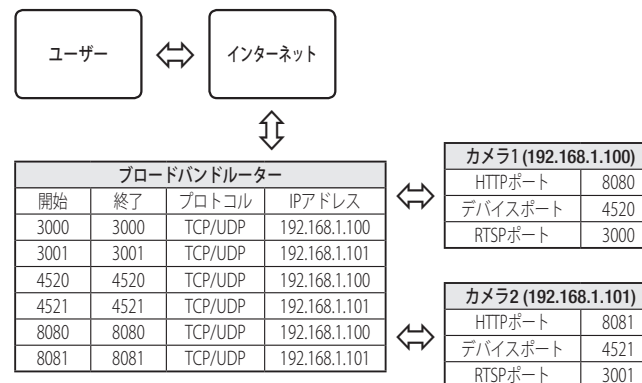 ユーザー
インターネット
ブロードバンドルーター
開始 終了 プロトコル IPアドレス
3000 3000 TCP/UDP 192.168.1.100
3001 3001 TCP/UDP 192.168.1.101
4520 4520 TCP/UDP 192.168.1.100
4521 4521 TCP/UDP 192.168.1.101
8080 8080 TCP/UDP 192.168.1.100
8081 8081 TCP/UDP 192.168.1.101
カメラ1 (192.168.1.100)
HTTPポート 8080
デバイスポート 4520
RTSPポート 3000
カメラ2 (192.168.1.101)
HTTPポート 8081
デバイスポート 4521
RTSPポート 3001